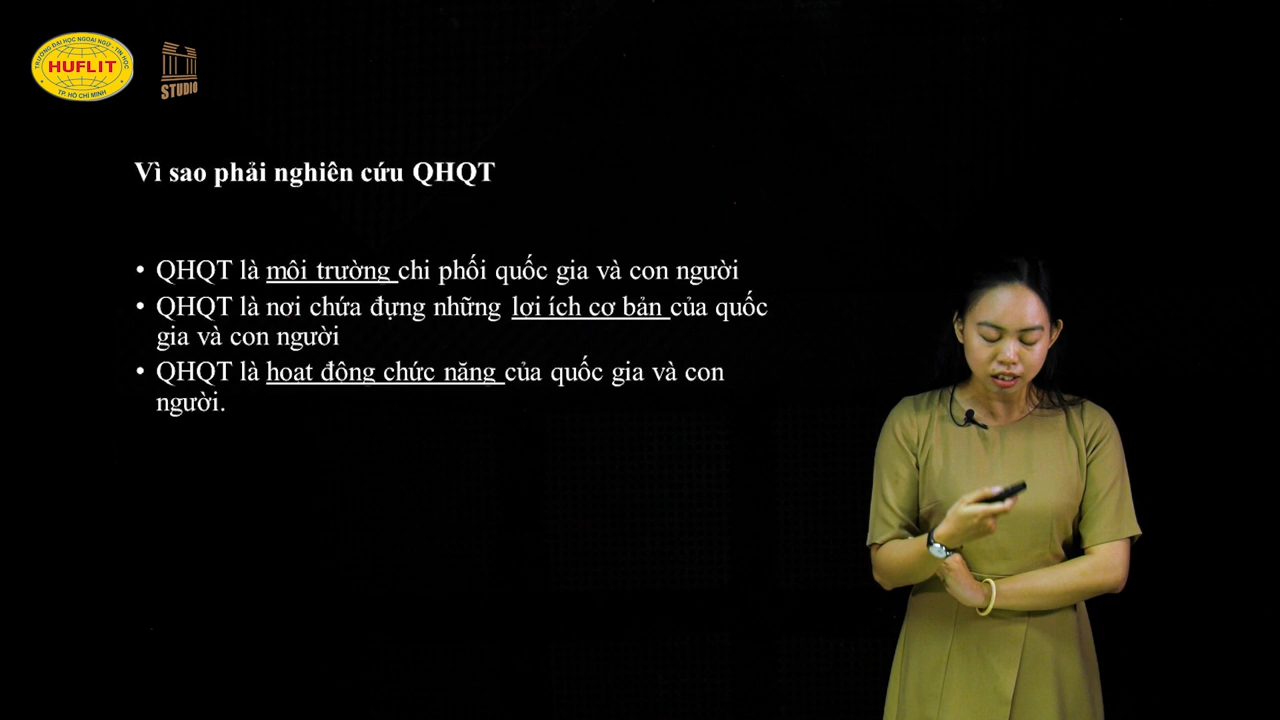 TRƯỜNG ĐẠI HỌC NGOẠI NGỮ - TIN HỌC
HUFLIT
TP. HỒ CHÍ MINH
STUDIO
Vì sao phải nghiên cứu QHQT
• QHQT là môi trường chi phối quốc gia và con người
• QHQT là nơi chứa đựng những lợi ích cơ bản của quốc
gia và con người
• QHQT là hoạt động chức năng của quốc gia và con
người.